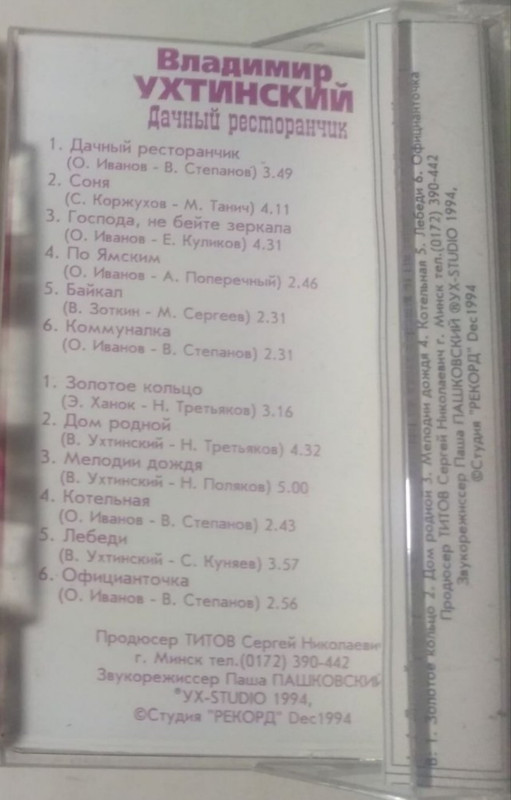 Владимир
УХТИНСКИЙ
Дачный ресторанчик
1. Дачный ресторанчик
(О. Иванов - В. Степанов) 3.49
2. Соня
(С. Коржухов - М. Танич) 4.11
3. Господа, не бейте зеркала
(О. Иванов - Е. Куликов) 4.31
4. По Ямским
(О. Иванов - А. Поперечный) 2.46
5. Байкал
(В. Зоткин - М. Сергеев) 2.31
6. Коммуналка
(О. Иванов - В. Степанов) 2.31
1. Золотое кольцо
(Э. Ханок - Н. Третьяков) 3.16
2. Дом родной
(В. Ухтинский - Н. Третьяков) 4.32
3. Мелодии дождя
(В. Ухтинский - Н. Поляков) 5.00
4. Котельная
(О. Иванов - В. Степанов) 2.43
5. Лебеди
(В. Ухтинский - С. Куняев) 3.57
6. Официанточка
(О. Иванов - В. Степанов) 2.56
Продюсер ТИТОВ Сергей Николаевич
г. Минск тел.(0172) 390-442
Звукорежиссер Паша ПАШКОВСКИЙ
®УХ-STUDIO 1994,
©Студия "РЕКОРД" Dec1994
В. 1. Золотое кольцо 2. Дом родной 3. Мелодии дождя 4. Котельная 5. Лебеди 6. Официанточка
Продюсер ТИТОВ Сергей Николаевич г. Минск тел.(0172) 390-442
Звукорежиссер Паша ПАШКОВСКИЙ ®УХ-STUDIO 1994,
©Студия "РЕКОРД" Dec1994